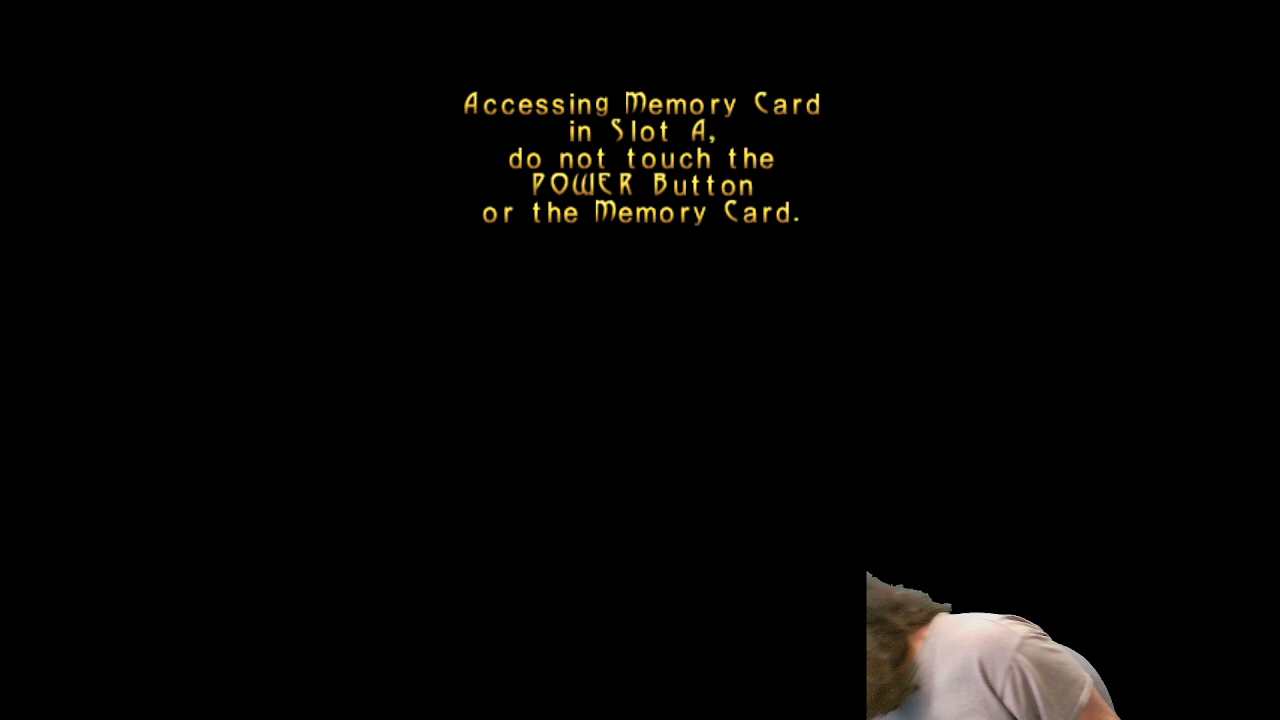 Accessing Memory Card
in Slot A,
do not touch the
POWER Button
or the Memory Card.